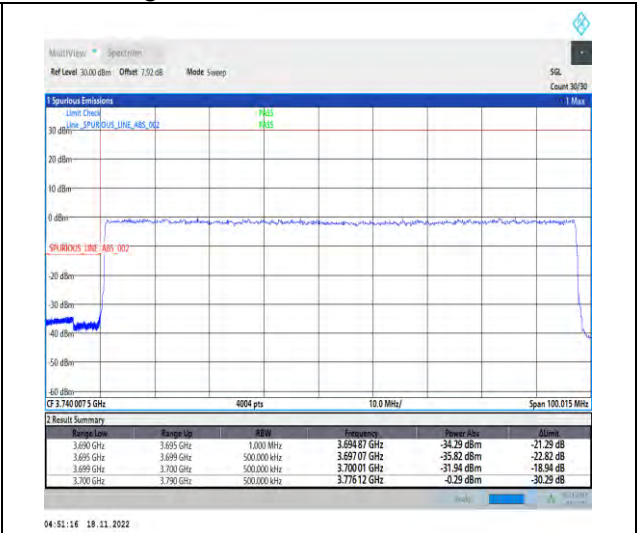 MultiView Spectrum
Ref Level 30.00 dBm Offset 7.92 dB Mode Sweep SGL
Count 30/30
1 Spurious Emissions 1 Max
Limit Check PASS
Line _SPURIOUS_LINE_ABS_002 PASS
30 dBm
20 dBm
10 dBm
0 dBm
_SPURIOUS_LINE_ABS_002
-20 dBm
-30 dBm
-40 dBm
-50 dBm
-60 dBm
CF 3.740 007 5 GHz 4004 pts 10.0 MHz/ Span 100.015 MHz
2 Result Summary
Range Low Range Up RBW Frequency Power Abs ΔLimit
3.690 GHz 3.695 GHz 1.000 MHz 3.694 87 GHz -34.29 dBm -21.29 dB
3.695 GHz 3.699 GHz 500.000 kHz 3.697 07 GHz -35.82 dBm -22.82 dB
3.699 GHz 3.700 GHz 500.000 kHz 3.700 01 GHz -31.94 dBm -18.94 dB
3.700 GHz 3.790 GHz 500.000 kHz 3.776 12 GHz -0.29 dBm -30.29 dB
Ready
04:51:16 18.11.2022